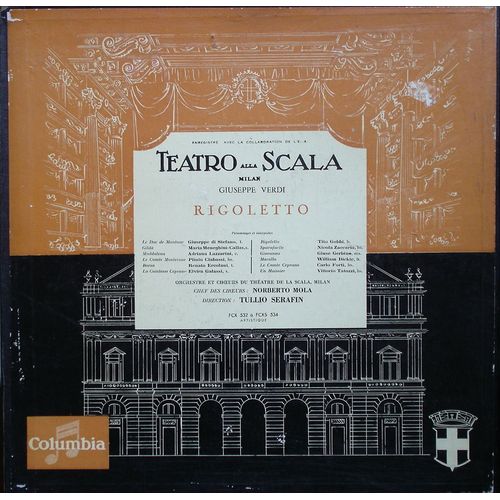 ENREGISTRÉ AVEC LA COLLABORATION DE L'E.A.
TEATRO ALLA SCALA
MILAN
GIUSEPPE VERDI
RIGOLETTO
Personnages et interprètes
Le Duc de Mantoue Giuseppe di Stefano, t. Rigoletto Tito Gobbi, b.
Gilda Maria Meneghini-Callas, s. Sparafucile Nicola Zaccaria, bs.
Maddalena Adriana Lazzarini, c. Giovanna Giuse Gerbino, ms.
Le Comte Monterone Plinio Clabassi, bs. Marullo William Dickie, b.
Borsa Renato Ercolani, t. Le Comte Ceprano Carlo Forti, bs.
La Comtesse Ceprano Elvira Galassi, s. Un Huissier Vittorio Tatozzi, bs.
ORCHESTRE ET CHŒURS DU THÉATRE DE LA SCALA, MILAN
CHEF DES CHŒURS : NORBERTO MOLA
DIRECTION : TULLIO SERAFIN
FCX 532 à FCXS 534
ARTISTIQUE
Columbia